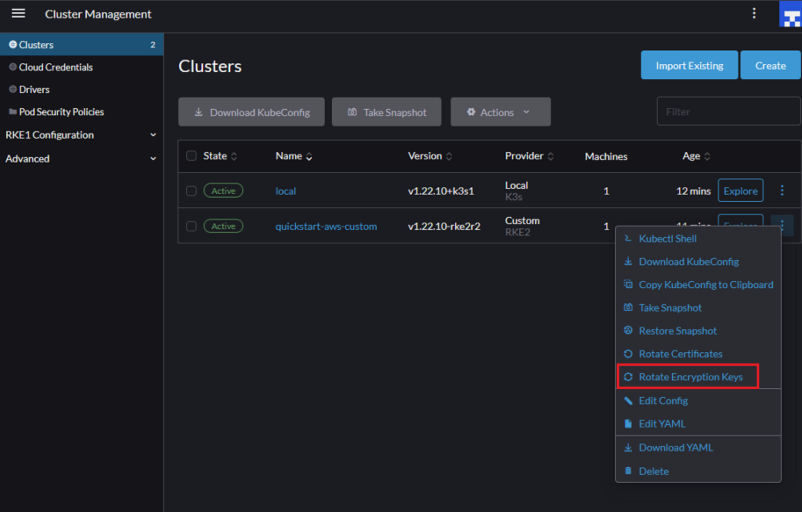 Cluster Management
Clusters 2
Cloud Credentials
Drivers
Pod Security Policies
RKE1 Configuration
Advanced
Clusters
Import Existing
Create
Download KubeConfig
Take Snapshot
Actions
Filter
State Name Version Provider Machines Age
Active local v1.22.10+k3s1 Local 1 12 mins Explore
K3s
Active quickstart-aws-custom v1.22.10-rke2r2 Custom 1 11 mins Explore
RKE2
Kubectl Shell
Download KubeConfig
Copy KubeConfig to Clipboard
Take Snapshot
Restore Snapshot
Rotate Certificates
Rotate Encryption Keys
Edit Config
Edit YAML
Download YAML
Delete